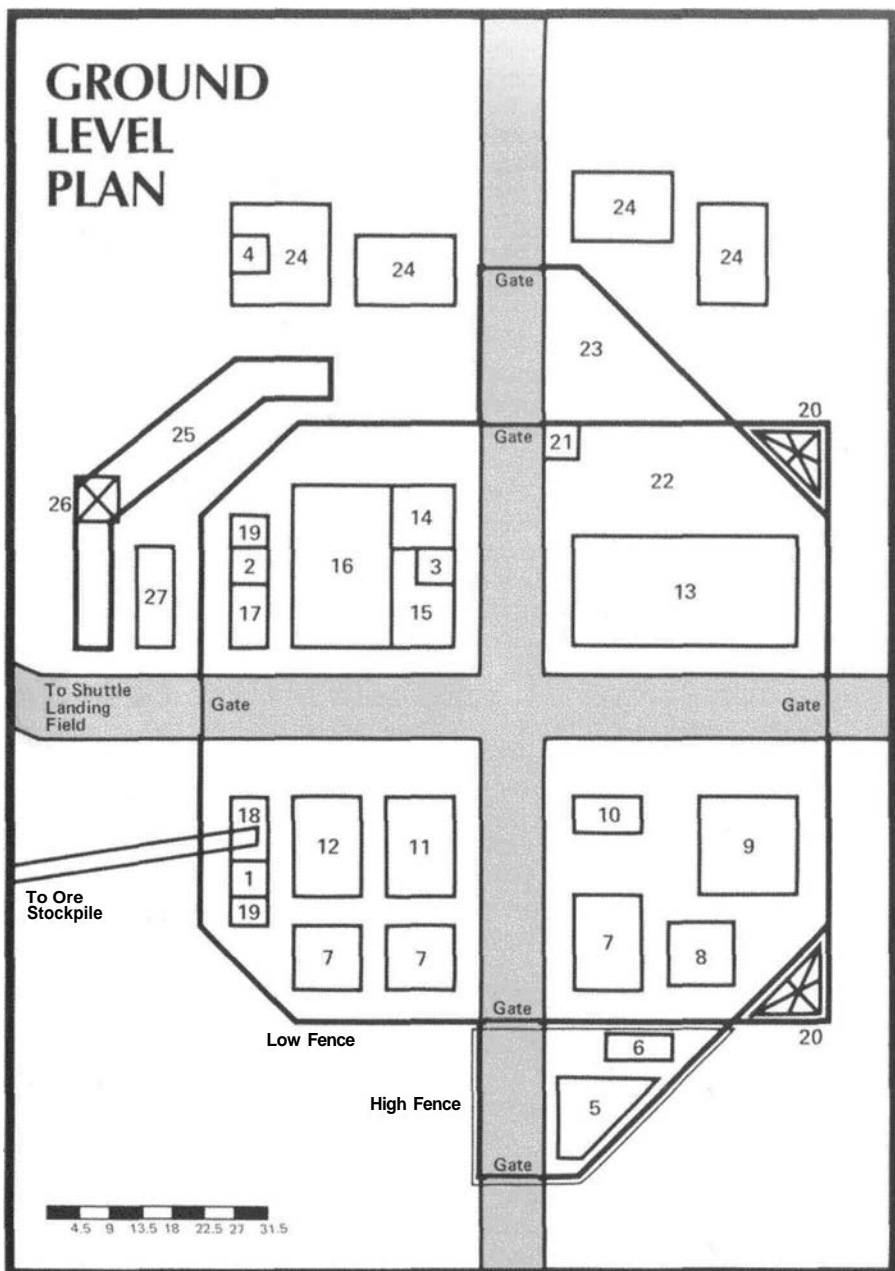 GROUND
LEVEL
PLAN
24
24
4
24
24
24
Gate
23
20
25
Gate
21
22
26
14
19
16
2
3
13
27
17
15
To Shuttle
Landing
Field
Gate
Gate
18
10
12
11
9
1
To Ore
Stockpile
19
7
7
7
8
Gate
20
Low Fence
6
High Fence
5
Gate
4.5 9 13.5 18 22.5 27 31.5